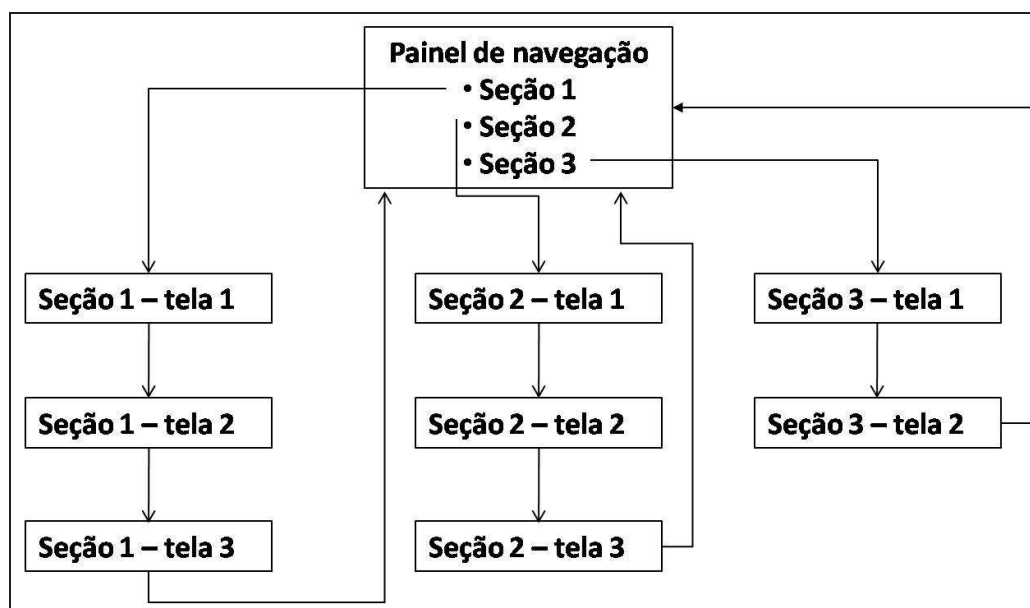 Painel de navegação
• Seção 1
• Seção 2
• Seção 3
Seção 1 – tela 1
Seção 2 – tela 1
Seção 3 – tela 1
Seção 1 – tela 2
Seção 2 – tela 2
Seção 3 – tela 2
Seção 1 – tela 3
Seção 2 – tela 3